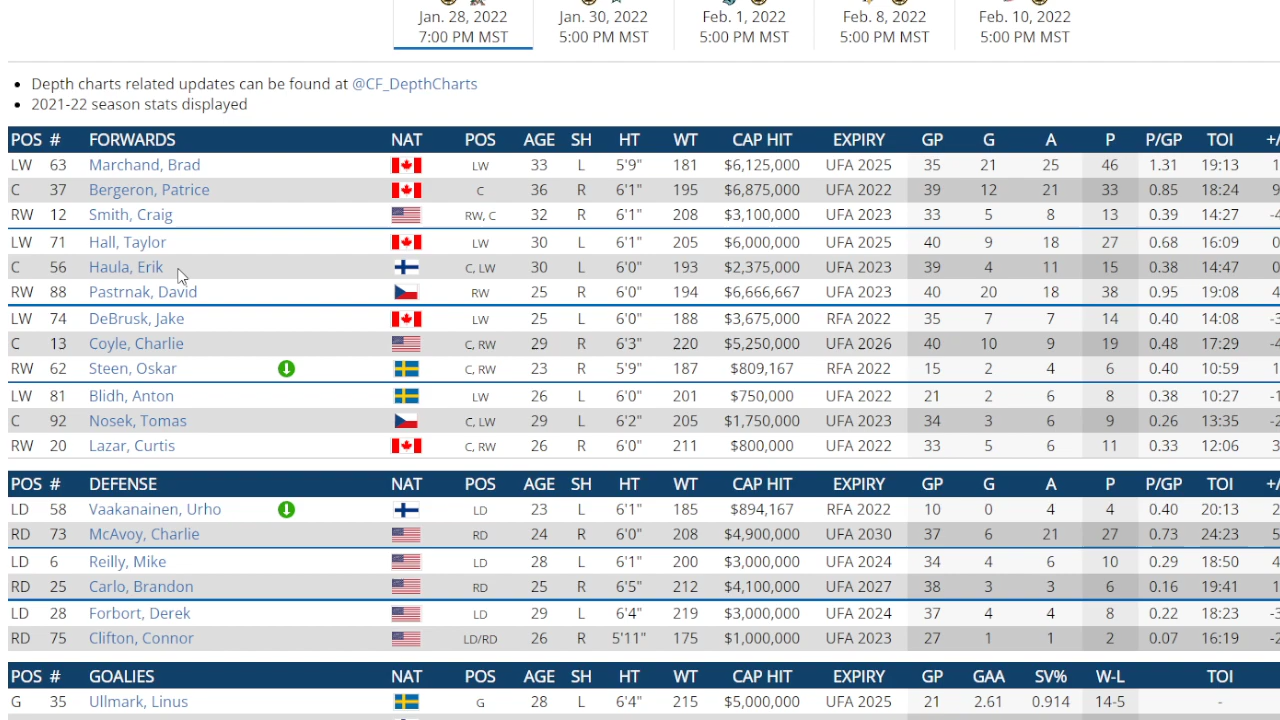 Jan. 28, 2022 Jan. 30, 2022 Feb. 1, 2022 Feb. 8, 2022 Feb. 10, 2022
7:00 PM MST 5:00 PM MST 5:00 PM MST 5:00 PM MST 5:00 PM MST
• Depth charts related updates can be found at @CF_DepthCharts
• 2021-22 season stats displayed
POS # FORWARDS NAT POS AGE SH HT WT CAP HIT EXPIRY GP G A P P/GP TOI +/
LW 63 Marchand, Brad LW 33 L 5'9" 181 $6,125,000 UFA 2025 35 21 25 46 1.31 19:13
C 37 Bergeron, Patrice C 36 R 6'1" 195 $6,875,000 UFA 2022 39 12 21 33 0.85 18:24
RW 12 Smith, Craig RW, C 32 R 6'1" 208 $3,100,000 UFA 2023 33 5 8 13 0.39 14:27 -4
LW 71 Hall, Taylor LW 30 L 6'1" 205 $6,000,000 UFA 2025 40 9 18 27 0.68 16:09 0
C 56 Haula, Erik C, LW 30 L 6'0" 193 $2,375,000 UFA 2023 39 4 11 15 0.38 14:47 0
RW 88 Pastrnak, David RW 25 R 6'0" 194 $6,666,667 UFA 2023 40 20 18 38 0.95 19:08 4
LW 74 DeBrusk, Jake LW 25 L 6'0" 188 $3,675,000 RFA 2022 35 7 7 14 0.40 14:08 -3
C 13 Coyle, Charlie C, RW 29 R 6'3" 220 $5,250,000 UFA 2026 40 10 9 19 0.48 17:29 -4
RW 62 Steen, Oskar C, RW 23 R 5'9" 187 $809,167 RFA 2022 15 2 4 6 0.40 10:59 1
LW 81 Blidh, Anton LW 26 L 6'0" 201 $750,000 UFA 2022 21 2 6 8 0.38 10:27 -1
C 92 Nosek, Tomas C, LW 29 L 6'2" 205 $1,750,000 UFA 2023 34 3 6 9 0.26 13:35 -2
RW 20 Lazar, Curtis C, RW 26 R 6'0" 211 $800,000 UFA 2022 33 5 6 11 0.33 12:06
POS # DEFENSE NAT POS AGE SH HT WT CAP HIT EXPIRY GP G A P P/GP TOI +/
LD 58 Vaakanainen, Urho LD 23 L 6'1" 185 $894,167 RFA 2022 10 0 4 4 0.40 20:13 2
RD 73 McAvoy, Charlie RD 24 R 6'0" 208 $4,900,000 UFA 2030 37 6 21 27 0.73 24:23 5
LD 6 Reilly, Mike LD 28 L 6'1" 200 $3,000,000 UFA 2024 34 4 6 10 0.29 18:50 4
RD 25 Carlo, Brandon RD 25 R 6'5" 212 $4,100,000 UFA 2027 38 3 3 6 0.16 19:41
LD 28 Forbort, Derek LD 29 L 6'4" 219 $3,000,000 UFA 2024 37 4 4 8 0.22 18:23
RD 75 Clifton, Connor LD/RD 26 R 5'11" 175 $1,000,000 UFA 2023 27 1 1 2 0.07 16:19
POS # GOALIES NAT POS AGE SH HT WT CAP HIT EXPIRY GP GAA SV% W-L TOI
G 35 Ullmark, Linus G 28 L 6'4" 215 $5,000,000 UFA 2025 21 2.61 0.914 14-5 -